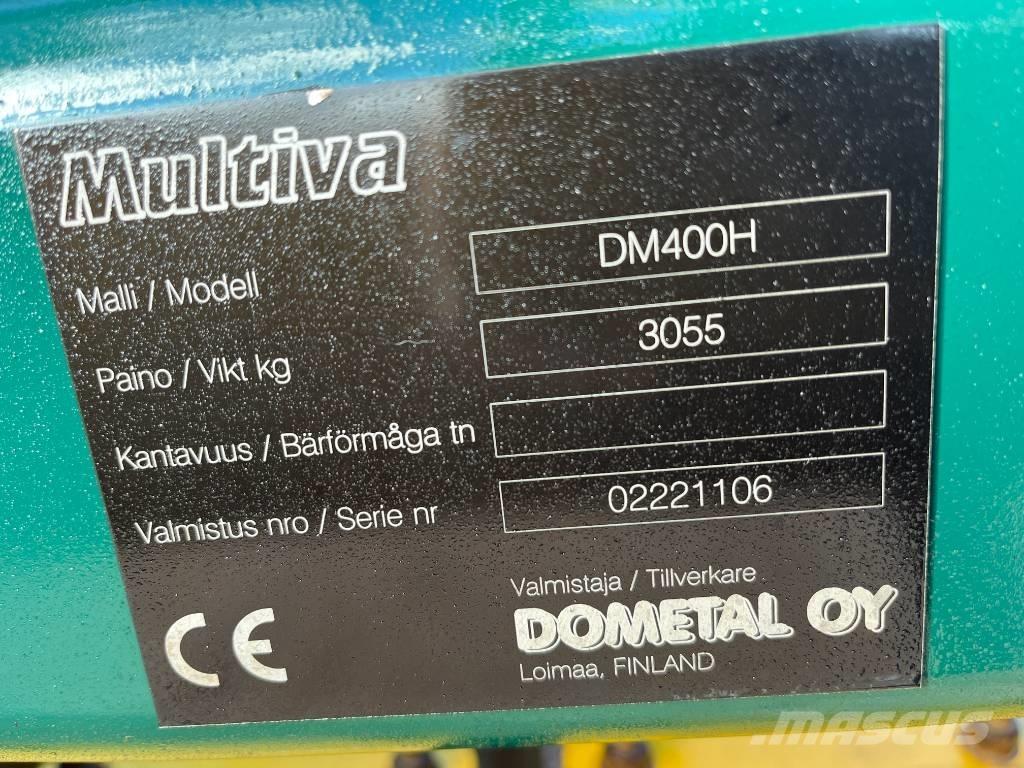 Multiva
Malli / Modell DM400H
Paino / Vikt kg 3055
Kantavuus / Bärförmåga tn
Valmistus nro / Serie nr 02221106
CE
Valmistaja / Tillverkare
DOMETAL OY
Loimaa, FINLAND
MASCUS